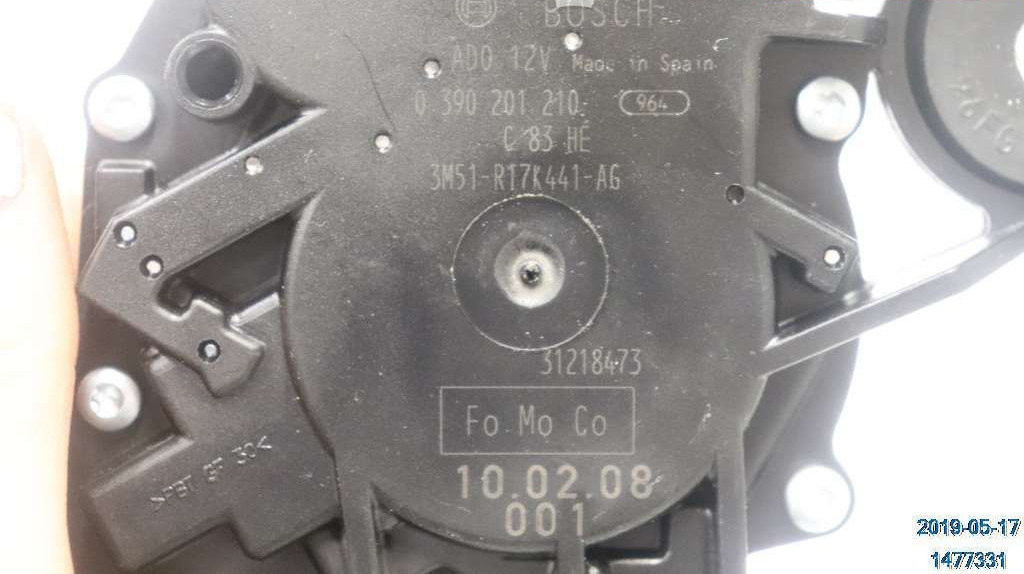 BOSCH
AD0 12V Made in Spain
0 390 201 210 964
C 83 HE
3M51-R17K441-AG
31218473
Fo Mo Co
10.02.08
001
>PBT GF 30<
2019-05-17
1477331